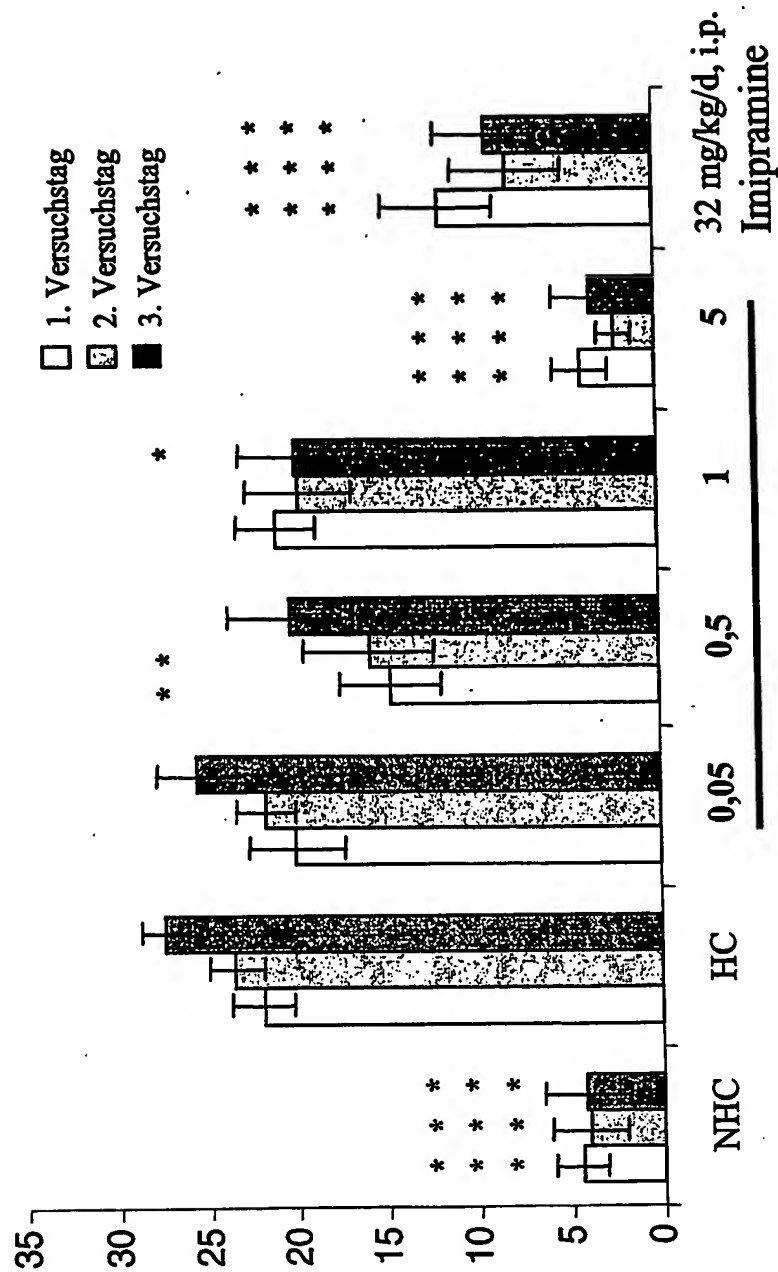 1. Versuchstag
2. Versuchstag
3. Versuchstag
35
30
25
20
15
10
5
0
* * *
* * *
* * *
* *
*
* * *
* * *
* * *
* * *
* * *
* * *
NHC HC 0,05 0,5 1 5 32 mg/kg/d, i.p.
Imipramine